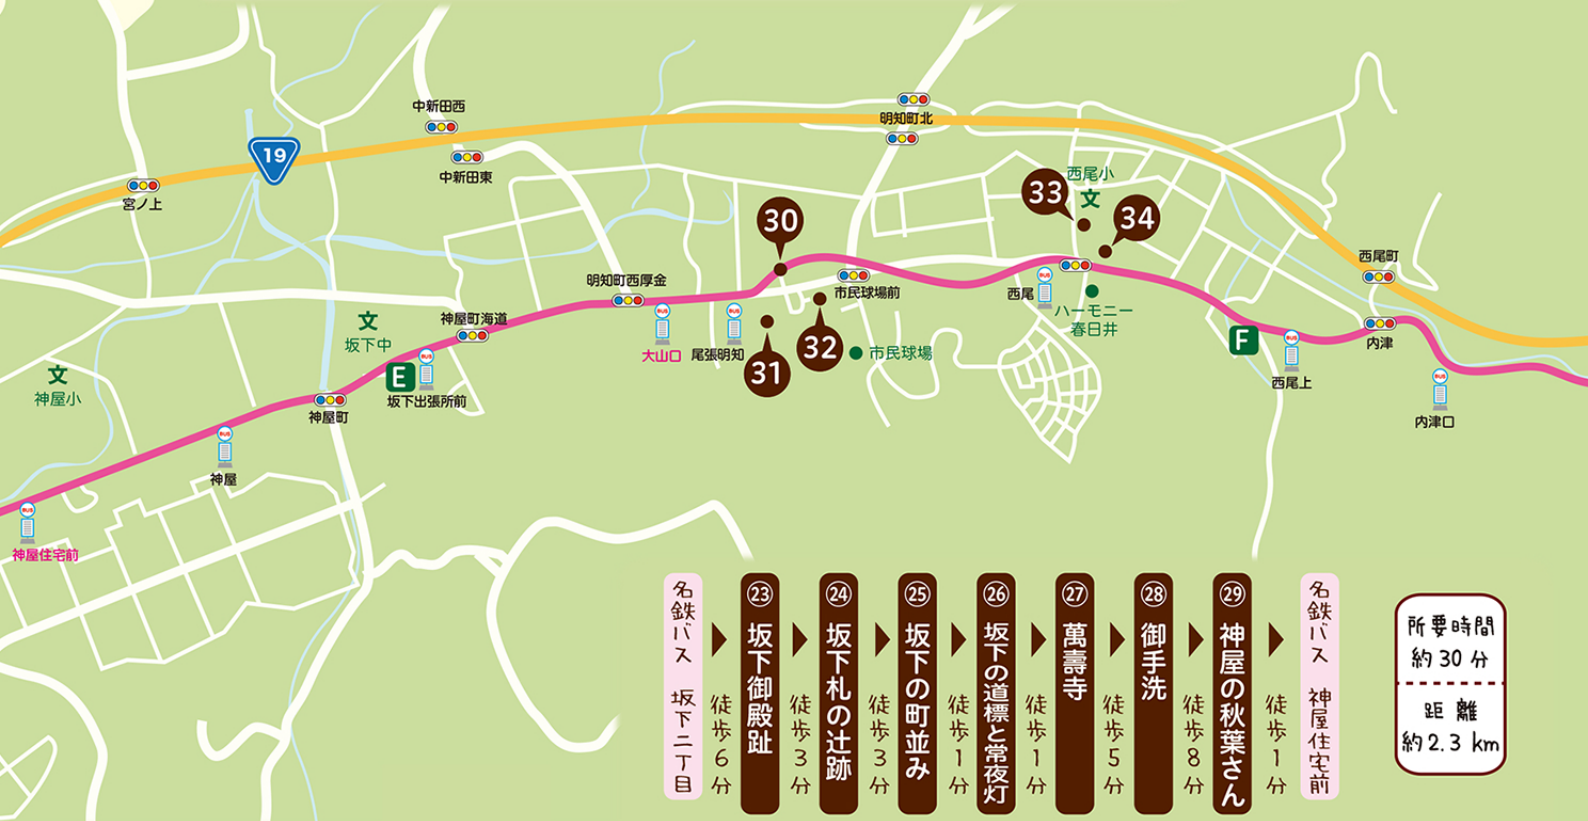 中新田西
明知町北
19
中新田東
宮ノ上
西尾小
文
33
34
30
西尾町
明知町西厚金
市民球場前
BUS
西尾
ハーモニー
春日井
神屋町海道
文
坂下中
BUS
大山口
BUS
尾張明知
31
32
市民球場
F
BUS
西尾上
内津
BUS
内津口
文
神屋小
E
BUS
坂下出張所前
神屋町
BUS
神屋
BUS
神屋住宅前
名鉄バス 坂下二丁目
徒歩6分
㉓ 坂下御殿趾
徒歩3分
㉔ 坂下札の辻跡
徒歩3分
㉕ 坂下の町並み
徒歩1分
㉖ 坂下の道標と常夜灯
徒歩1分
㉗ 萬壽寺
徒歩5分
㉘ 御手洗
徒歩8分
㉙ 神屋の秋葉さん
徒歩1分
名鉄バス 神屋住宅前
所要時間
約30分
距離
約2.3 km